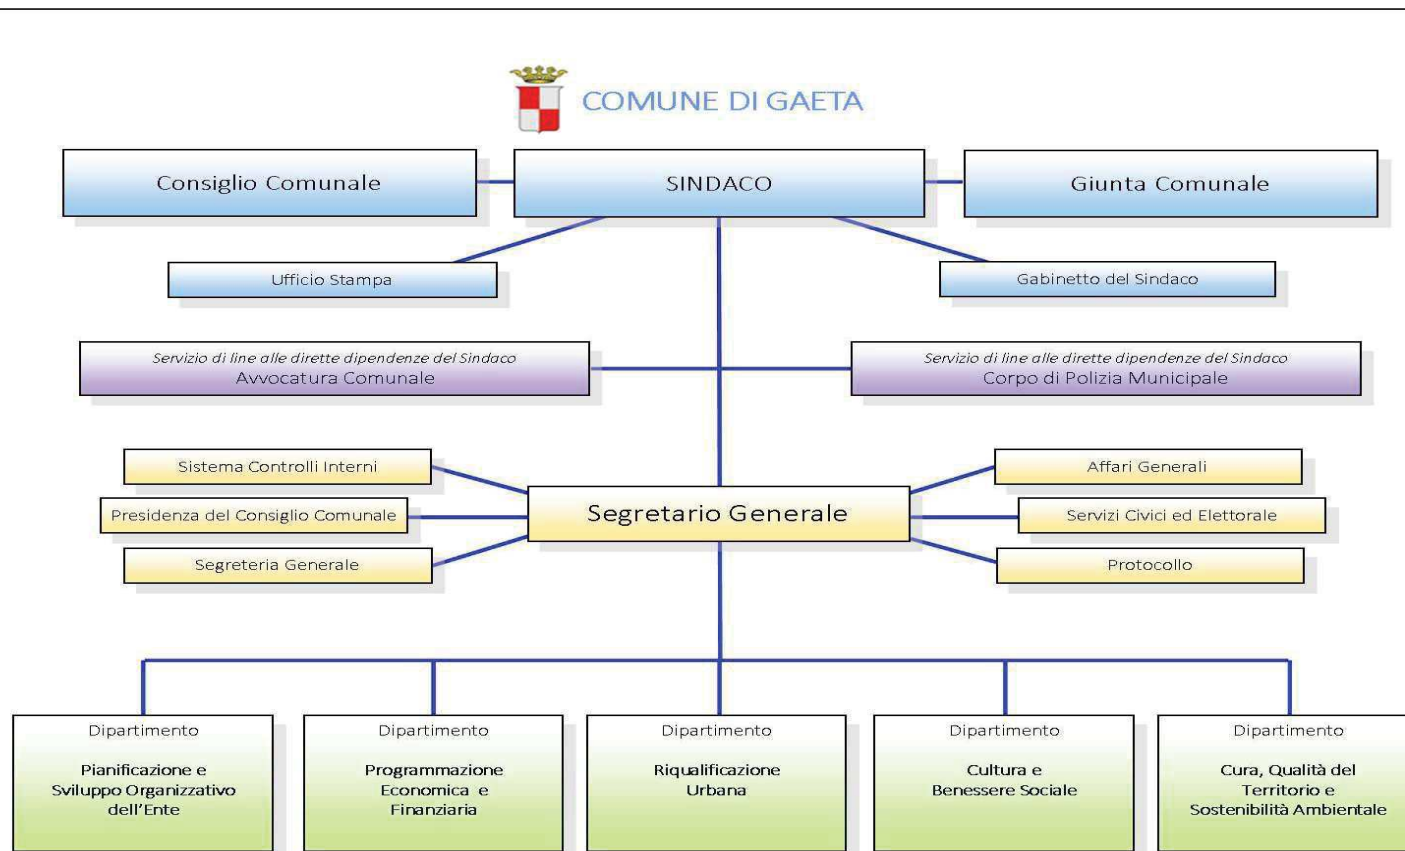 COMUNE DI GAETA
Consiglio Comunale
SINDACO
Giunta Comunale
Ufficio Stampa
Gabinetto del Sindaco
Servizio di line alle dirette dipendenze del Sindaco
Avvocatura Comunale
Servizio di line alle dirette dipendenze del Sindaco
Corpo di Polizia Municipale
Sistema Controlli Interni
Affari Generali
Segretario Generale
Presidenza del Consiglio Comunale
Servizi Civici ed Elettorale
Segreteria Generale
Protocollo
Dipartimento
Pianificazione e
Sviluppo Organizzativo
dell'Ente
Dipartimento
Programmazione
Economica e
Finanziaria
Dipartimento
Riqualificazione
Urbana
Dipartimento
Cultura e
Benessere Sociale
Dipartimento
Cura, Qualità del
Territorio e
Sostenibilità Ambientale